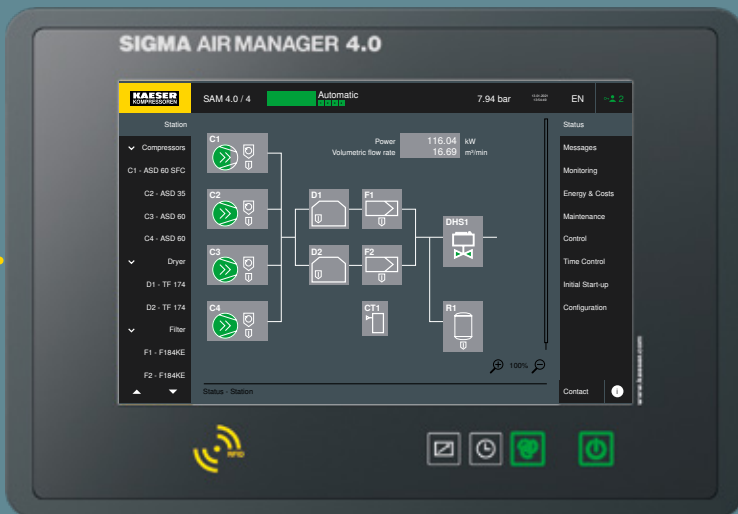 SIGMA AIR MANAGER 4.0
KAESER
KOMPRESSOREN
SAM 4.0 / 4
Automatic
7.94 bar
EN
2
Station
Compressors
C1 - ASD 60 SFC
C2 - ASD 35
C3 - ASD 60
C4 - ASD 60
Dryer
D1 - TF 174
D2 - TF 174
Filter
F1 - F184KE
F2 - F184KE
C1
C2
C3
C4
Power 116.04 kW
Volumetric flow rate 16.69 m³/min
D1
F1
D2
F2
DHS1
CT1
R1
100%
Status - Station
Status
Messages
Monitoring
Energy & Costs
Maintenance
Control
Time Control
Initial Start-up
Configuration
Contact
i
www.kaeser.com
RFID